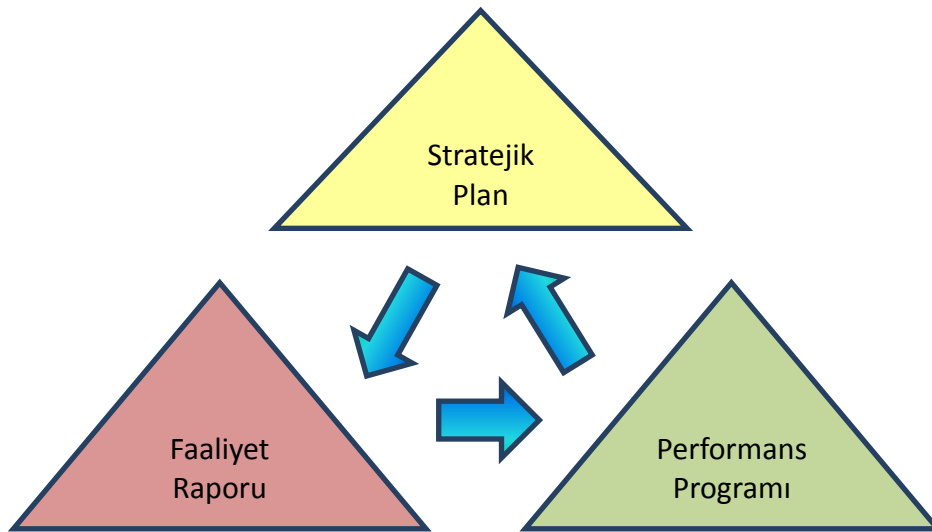 Stratejik
Plan
Faaliyet
Raporu
Performans
Programı